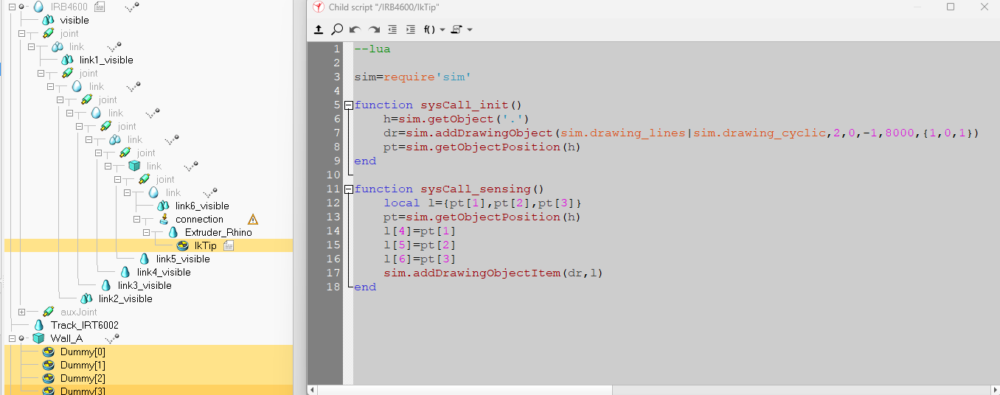 IRB4600
visible
joint
link
link1_visible
joint
link
joint
link
joint
link
joint
link
joint
link
link6_visible
connection
Extruder_Rhino
IkTip
link5_visible
link4_visible
link3_visible
link2_visible
auxJoint
Track_IRT6002
Wall_A
Dummy[0]
Dummy[1]
Dummy[2]
Dummy[3]
Child script "/IRB4600/IkTip"
f()
1 --lua
2
3 sim=require'sim'
4
5 function sysCall_init()
6 h=sim.getObject('.')
7 dr=sim.addDrawingObject(sim.drawing_lines|sim.drawing_cyclic,2,0,-1,8000,{1,0,1})
8 pt=sim.getObjectPosition(h)
9 end
10
11 function sysCall_sensing()
12 local l={pt[1],pt[2],pt[3]}
13 pt=sim.getObjectPosition(h)
14 l[4]=pt[1]
15 l[5]=pt[2]
16 l[6]=pt[3]
17 sim.addDrawingObjectItem(dr,l)
18 end